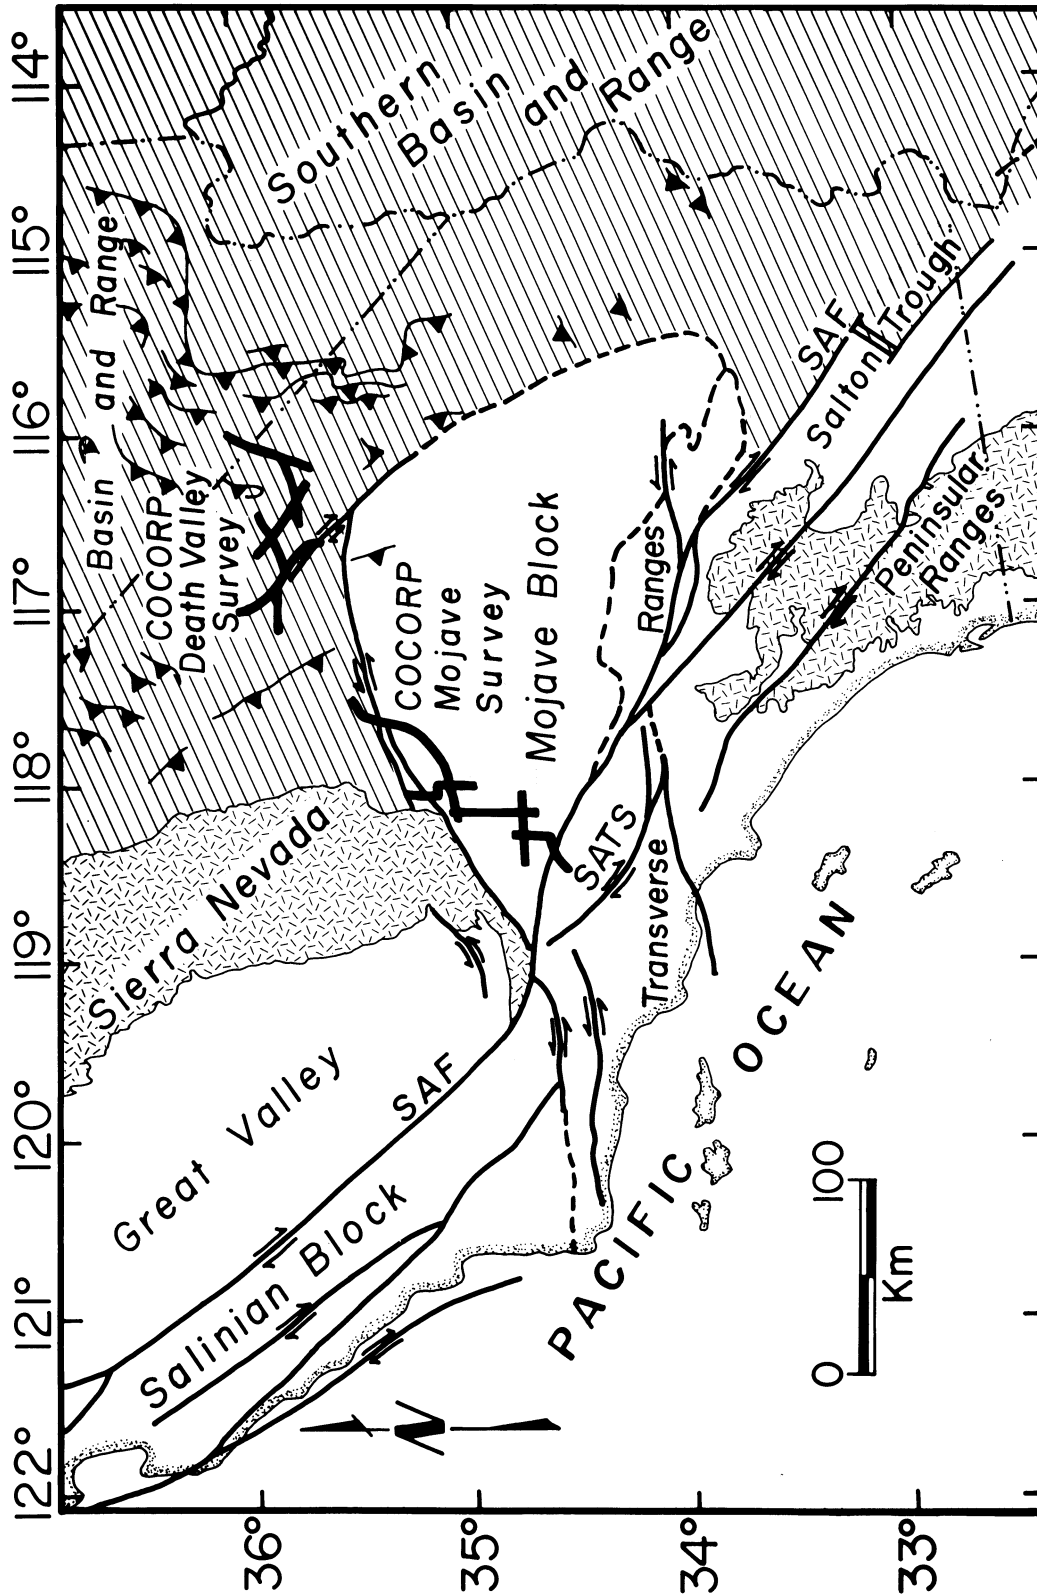 122°
121°
120°
119°
118°
117°
116°
115°
114°
36°
35°
34°
33°
Basin and Range
COCORP
Death Valley
Survey
Southern
Basin
and
Range
Sierra Nevada
Great Valley
SAF
Salinian Block
COCORP
Mojave
Survey
Mojave Block
SATS
Transverse
Ranges
SAF
Salton Trough
Peninsular
Ranges
PACIFIC OCEAN
N
0 100
Km